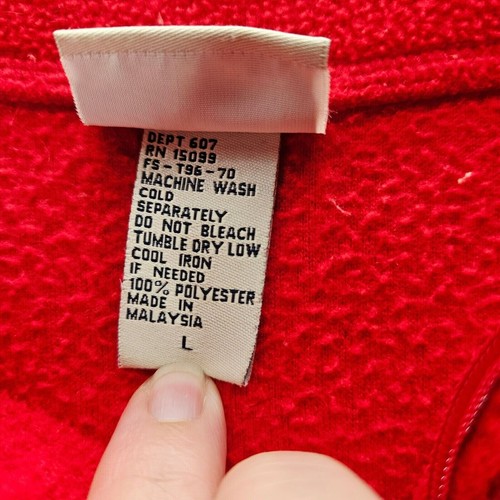 DEPT 607
RN 15099
FS-T96-70
MACHINE WASH
COLD
SEPARATELY
DO NOT BLEACH
TUMBLE DRY LOW
COOL IRON
IF NEEDED
100% POLYESTER
MADE IN
MALAYSIA
L